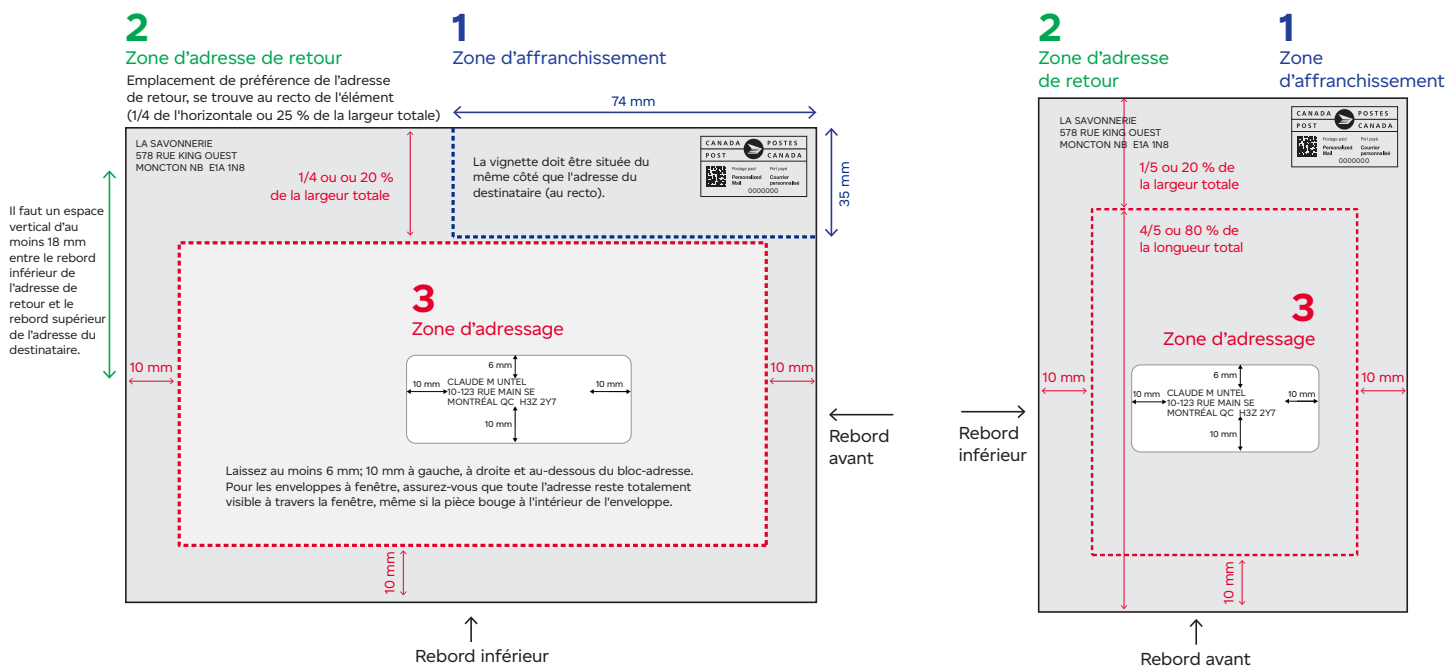 2
Zone d'adresse de retour
Emplacement de préférence de l'adresse
de retour, se trouve au recto de l'élément
(1/4 de l'horizontale ou 25 % de la largeur totale)
1
Zone d'affranchissement
74 mm
35 mm
LA SAVONNERIE
578 RUE KING OUEST
MONCTON NB E1A 1N8
1/4 ou ou 20 %
de la largeur totale
La vignette doit être située du
même côté que l'adresse du
destinataire (au recto).
CANADA POSTES
POST CANADA
Postage paid Port payé
Personalized Courrier
Mail personnalisé
0000000
Il faut un espace
vertical d'au
moins 18 mm
entre le rebord
inférieur de
l'adresse de
retour et le
rebord supérieur
de l'adresse du
destinataire.
3
Zone d'adressage
10 mm
10 mm
6 mm
10 mm
10 mm
CLAUDE M UNTEL
10-123 RUE MAIN SE
MONTRÉAL QC H3Z 2Y7
10 mm
Laissez au moins 6 mm; 10 mm à gauche, à droite et au-dessous du bloc-adresse.
Pour les enveloppes à fenêtre, assurez-vous que toute l'adresse reste totalement
visible à travers la fenêtre, même si la pièce bouge à l'intérieur de l'enveloppe.
10 mm
Rebord
avant
Rebord inférieur
2
Zone d'adresse
de retour
1
Zone
d'affranchissement
LA SAVONNERIE
578 RUE KING OUEST
MONCTON NB E1A 1N8
CANADA POSTES
POST CANADA
Postage paid Port payé
Personalized Courrier
Mail personnalisé
0000000
1/5 ou 20 % de
la largeur totale
4/5 ou 80 % de
la longueur total
3
Zone d'adressage
10 mm
10 mm
6 mm
10 mm
10 mm
CLAUDE M UNTEL
10-123 RUE MAIN SE
MONTRÉAL QC H3Z 2Y7
10 mm
10 mm
Rebord
inférieur
Rebord avant